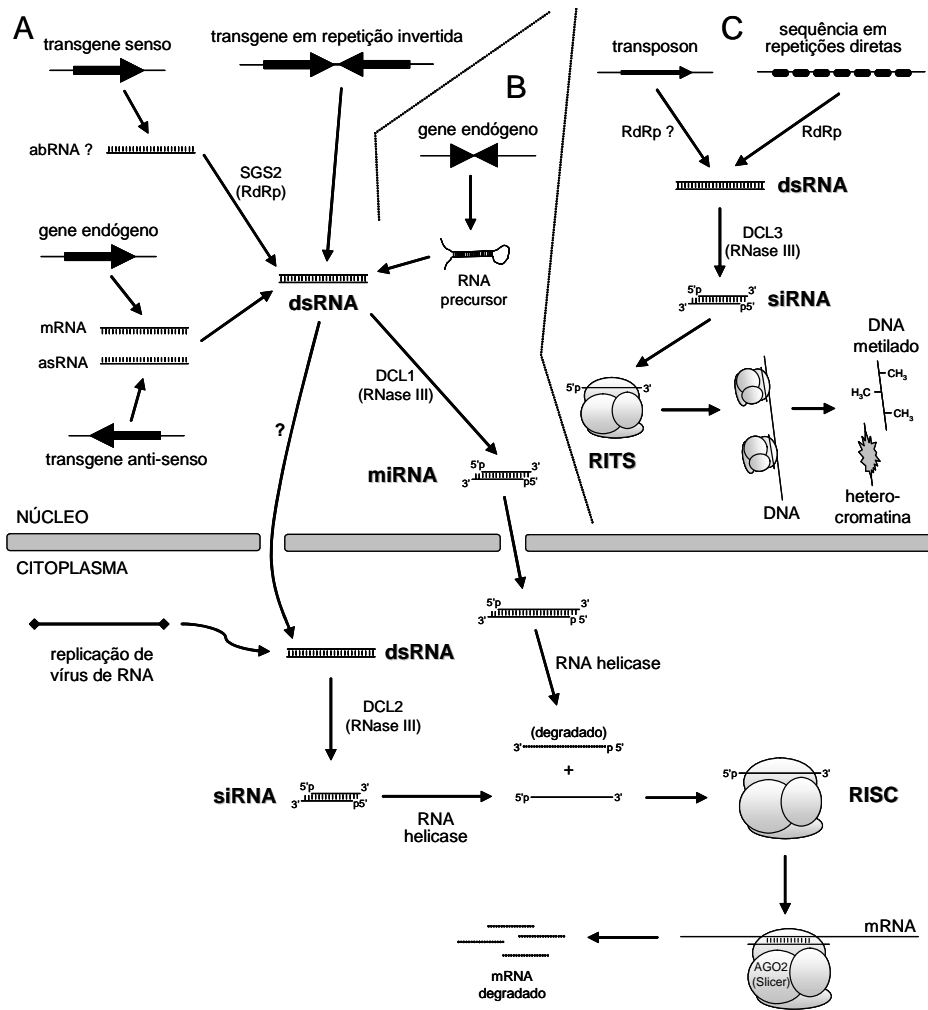 A
transgene senso
transgene em repetição invertida
abRNA ?
SGS2
(RdRp)
gene endógeno
mRNA
asRNA
transgene anti-senso
dsRNA
B
gene endógeno
RNA
precursor
DCL1
(RNase III)
?
miRNA
5'p
3'
3'
p5'
C
transposon
sequência em
repetições diretas
RdRp ?
RdRp
dsRNA
DCL3
(RNase III)
5'p
3'
3'
p5'
siRNA
5'p
3'
RITS
DNA
DNA
metilado
CH₃
H₃C
CH₃
hetero-
cromatina
NÚCLEO
CITOPLASMA
replicação de
vírus de RNA
dsRNA
DCL2
(RNase III)
siRNA
5'p
3'
3'
p5'
RNA
helicase
5'p
3'
3'
p 5'
RNA helicase
(degradado)
3'
p 5'
+
5'p
3'
5'p
3'
RISC
mRNA
AGO2
(Slicer)
mRNA
degradado